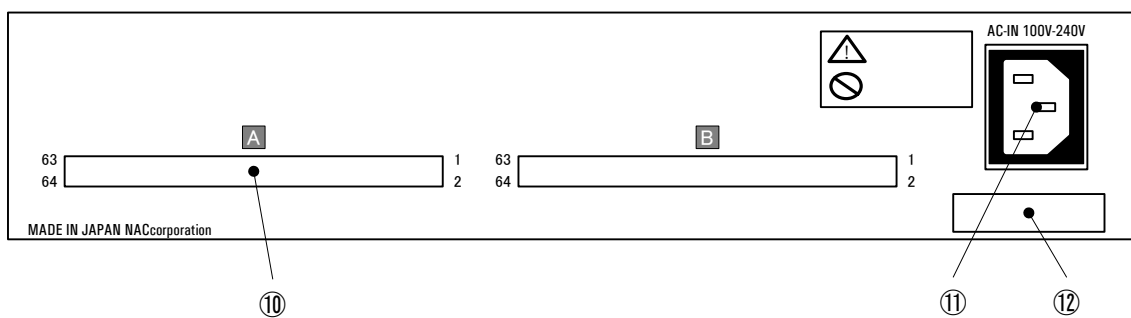 AC-IN 100V-240V
A
B
63
1
64
2
63
1
64
2
MADE IN JAPAN NACcorporation
⑩
⑪
⑫